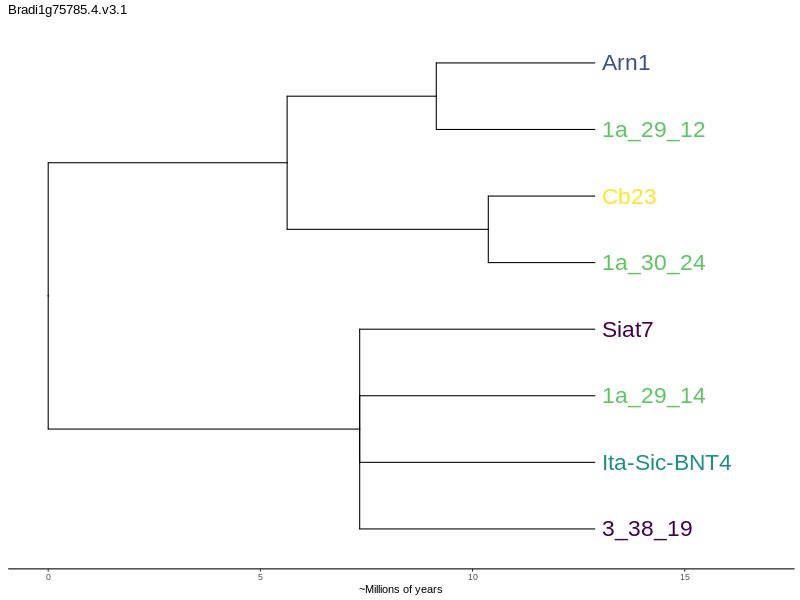 Bradi1g75785.4.v3.1
Arn1
1a_29_12
Cb23
1a_30_24
Siat7
1a_29_14
Ita-Sic-BNT4
3_38_19
0 5 10 15
~Millions of years